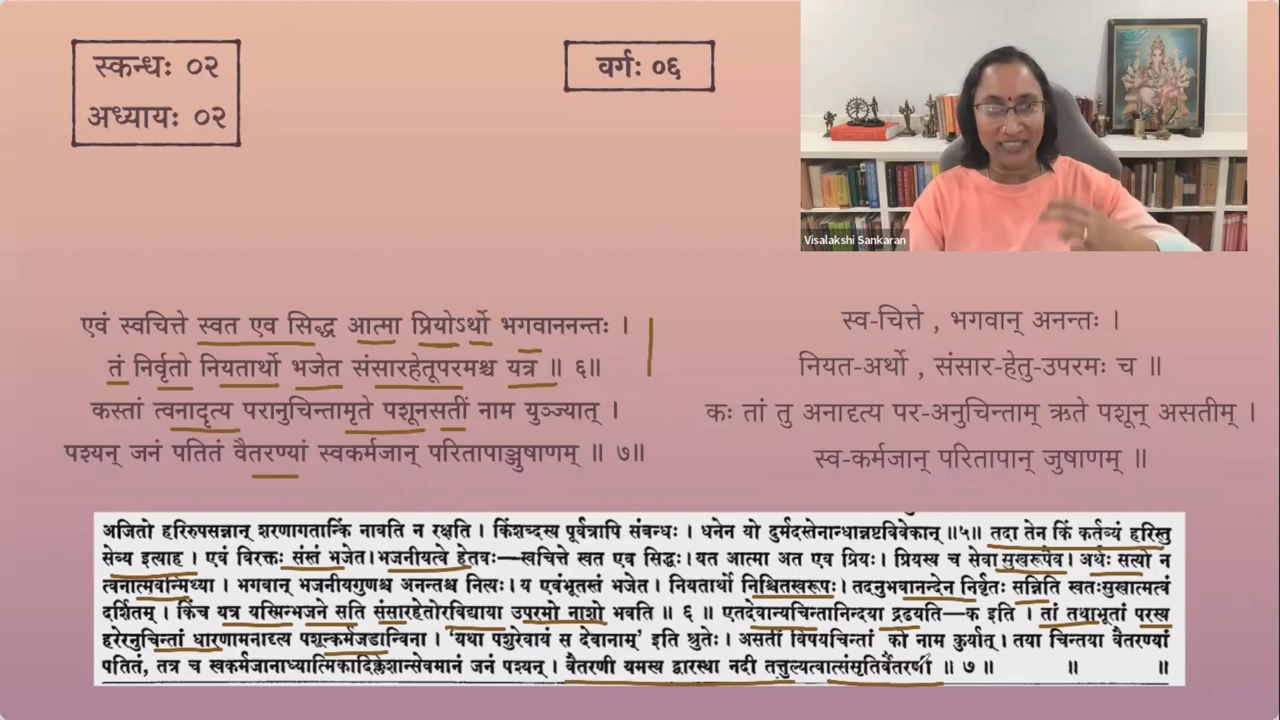 स्कन्धः ०२
अध्यायः ०२
वर्गः ०६
Visalakshi Sankaran
एवं स्वचित्ते स्वत एव सिद्ध आत्मा प्रियोऽर्थो भगवाननन्तः ।
तं निर्वृतो नियतार्थो भजेत संसारहेतूपरमश्च यत्र ॥ ६॥
कस्तां त्वनादृत्य परानुचिन्तामृते पशूनसतीं नाम युञ्ज्यात् ।
पश्यन् जनं पतितं वैतरण्यां स्वकर्मजान् परितापाञ्जुषाणम् ॥ ७॥
स्व-चित्ते , भगवान् अनन्तः ।
नियत-अर्थो , संसार-हेतु-उपरमः च ॥
कः तां तु अनादृत्य पर-अनुचिन्ताम् ऋते पशून् असतीम् ।
स्व-कर्मजान् परितापान् जुषाणम् ॥
अजितो हरिरुपसन्नान् शरणागतान्किं नावति न रक्षति । किंशब्दस्य पूर्वत्रापि संबन्धः । धनेन यो दुर्मदस्तेनान्धान्नष्टविवेकान् ॥५॥ तदा तेन किं कर्तव्यं हरिस्तु
सेव्य इत्याह । एवं विरक्तः संस्तं भजेत । भजनीयत्वे हेतवः—स्वचित्ते स्वत एव सिद्धः । यत आत्मा अत एव प्रियः । प्रियस्य च सेवा सुखरूपैव । अर्थः सत्यो न
त्वनात्मवन्मिथ्या । भगवान् भजनीयगुणश्च अनन्तश्च नित्यः । य एवंभूतस्तं भजेत । नियतार्थो निश्चितस्वरूपः । तदनुभवानन्देन निर्वृतः सन्निति स्वतःसुखात्मत्वं
दर्शितम् । किंच यत्र यस्मिन्भजने सति संसारहेतोरविद्याया उपरमो नाशो भवति ॥ ६ ॥ एतदेवान्यचिन्तानिन्दया द्रढयति—क इति । तां तथाभूतां परस्य
हरेरनुचिन्तां धारणामनादृत्य पशून्कर्मजडान्विना । 'यथा पशुरेवायं स देवानाम्' इति श्रुतेः । असतीं विषयचिन्तां को नाम कुर्यात् । तया चिन्तया वैतरण्यां
पतितं, तत्र च स्वकर्मजानाध्यात्मिकादिक्लेशान्सेवमानं जनं पश्यन् । वैतरणी यमस्य द्वारस्था नदी तत्तुल्यत्वात्संसृतिर्वैतरणी ॥ ७ ॥ ॥ ॥